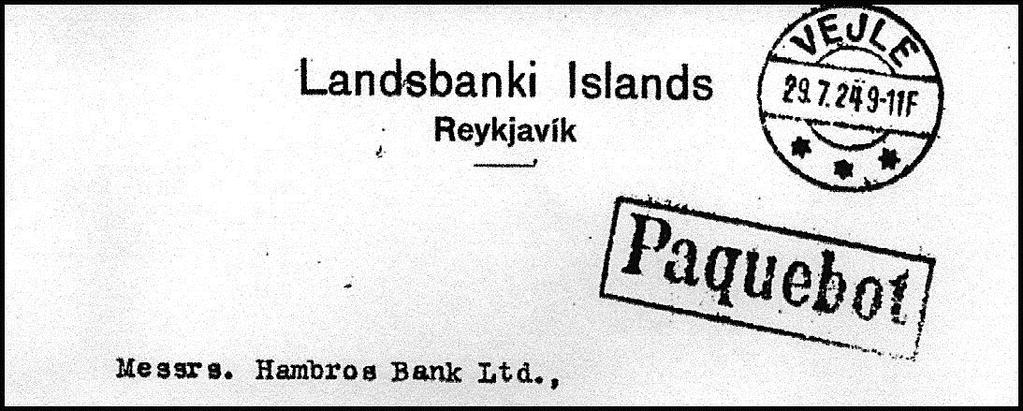 Landsbanki Islands
Reykjavík
VEJLE
29.7.24 9-11F
Paquebot
Messrs. Hambros Bank Ltd.,